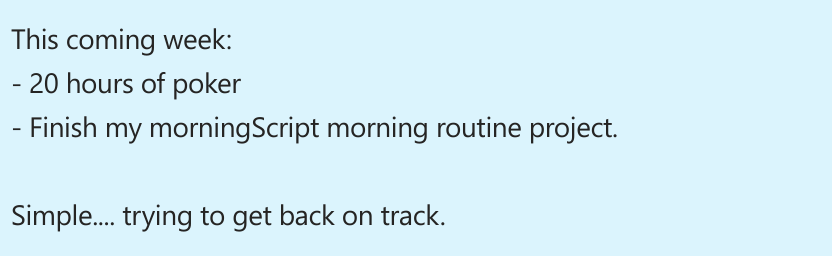 This coming week:
- 20 hours of poker
- Finish my morningScript morning routine project.
Simple.... trying to get back on track.